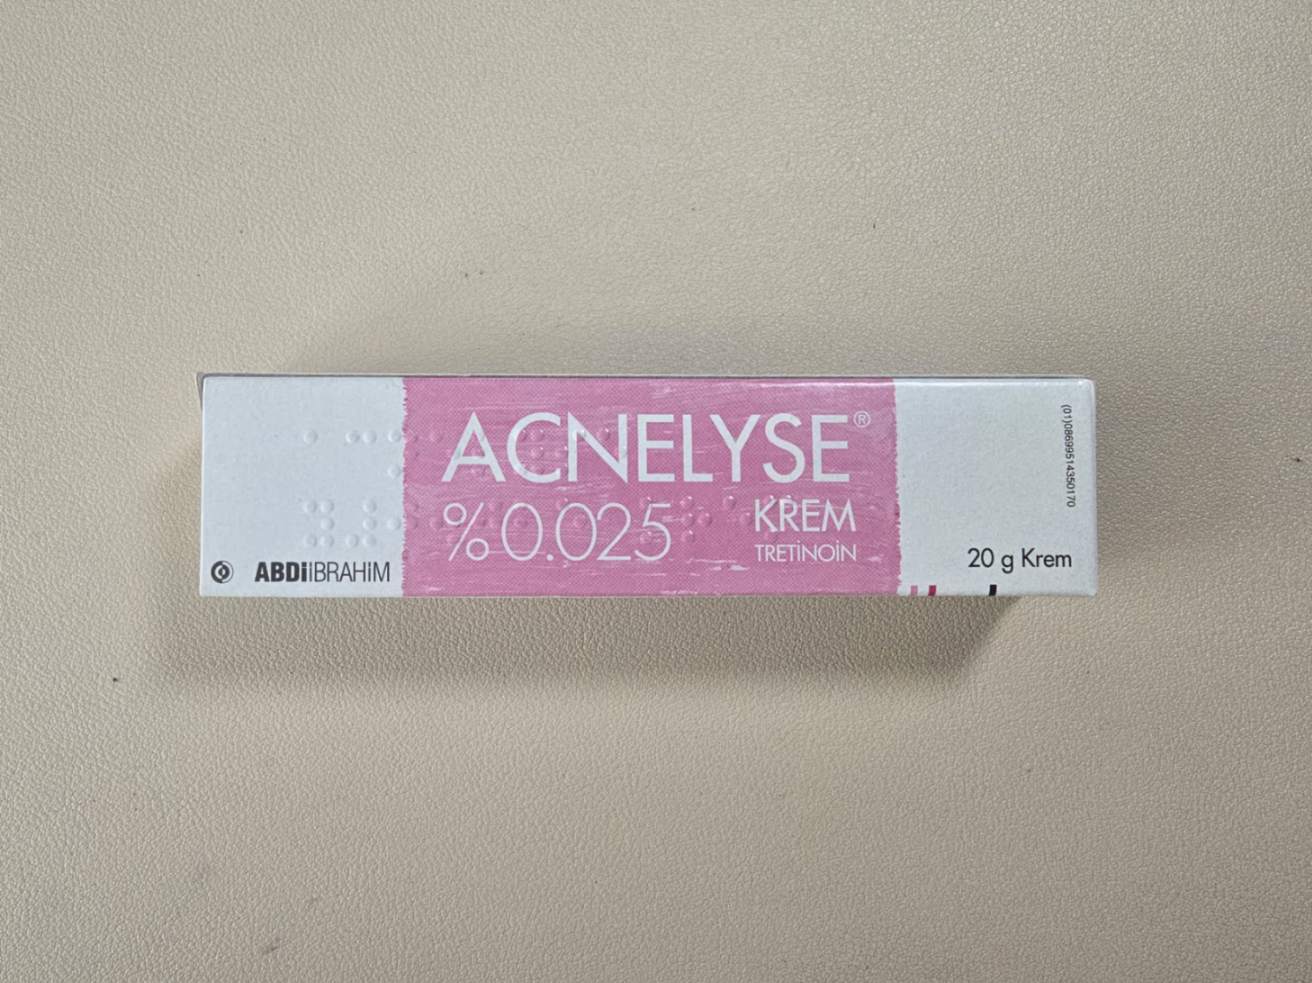 ACNELYSE®
%0.025 KREM
TRETİNOİN
ABDİİBRAHİM
20 g Krem
(01)08699514350170